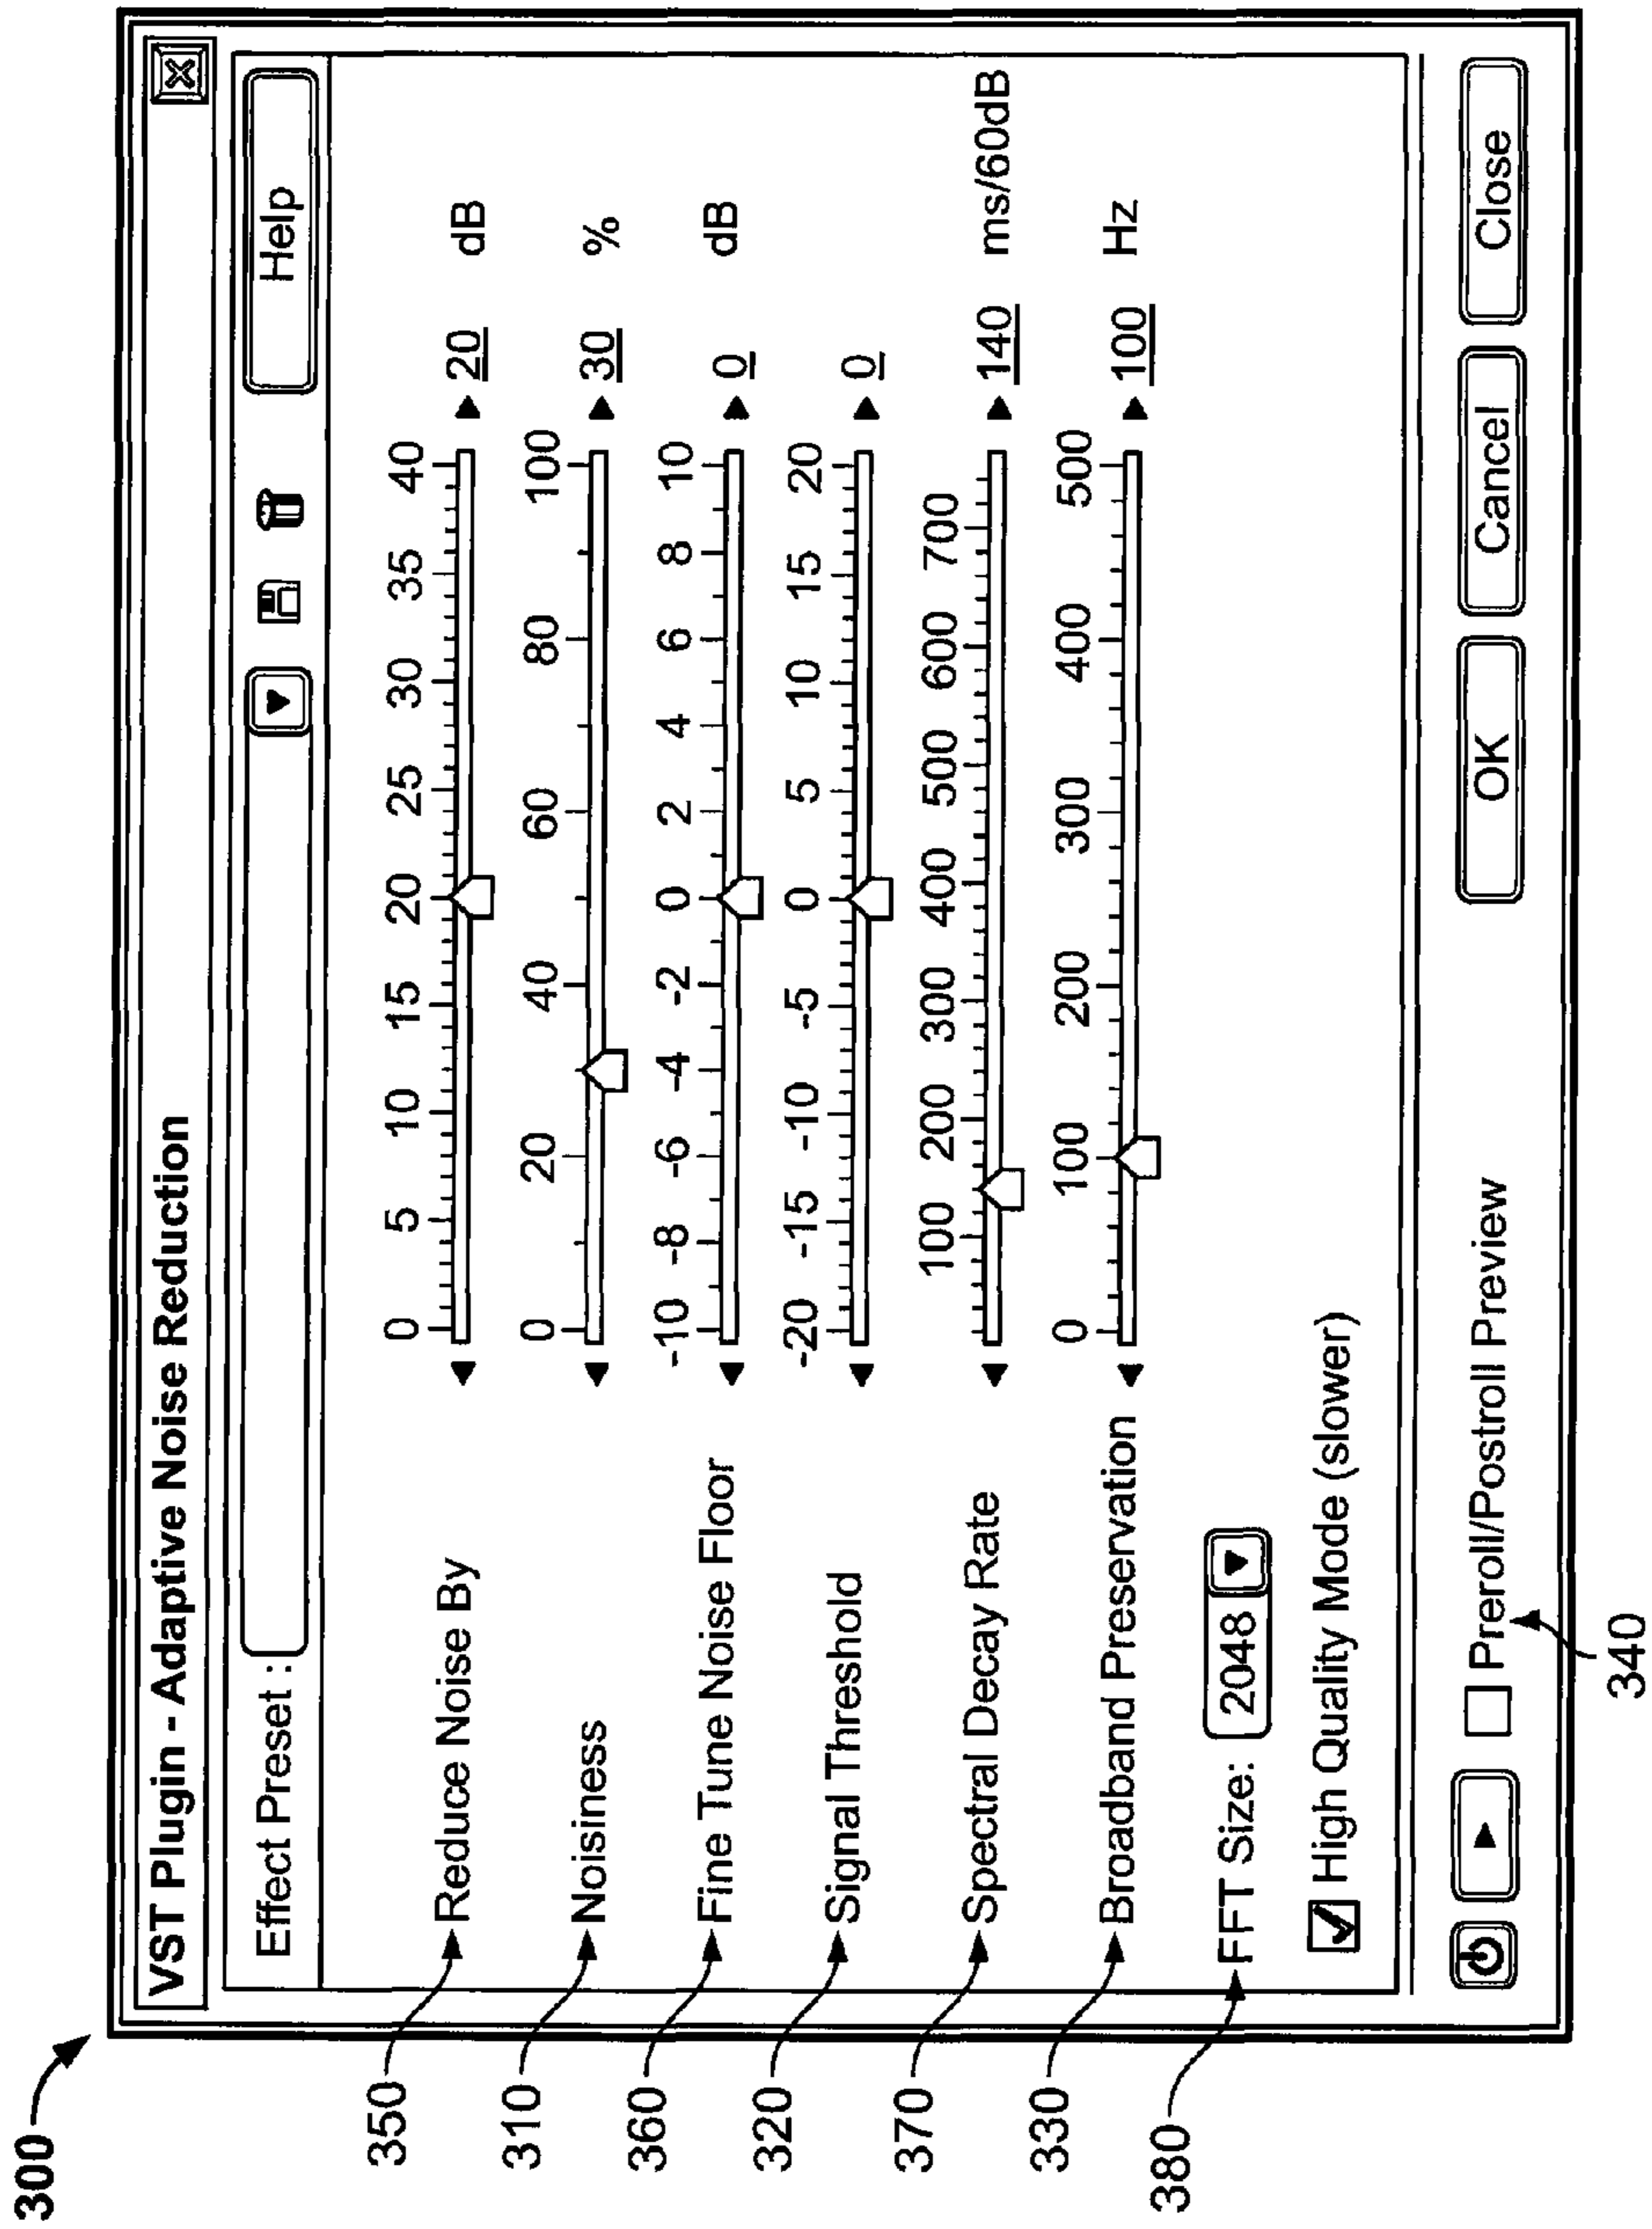 300
VST Plugin - Adaptive Noise Reduction
Effect Preset :
Help
0 5 10 15 20 25 30 35 40
350 Reduce Noise By 20 dB
0 20 40 60 80 100
310 Noisiness 30 %
-10 -8 -6 -4 -2 0 2 4 6 8 10
360 Fine Tune Noise Floor 0 dB
-20 -15 -10 -5 0 5 10 15 20
320 Signal Threshold 0
100 200 300 400 500 600 700
370 Spectral Decay Rate 140 ms/60dB
0 100 200 300 400 500
330 Broadband Preservation 100 Hz
380 FFT Size: 2048
High Quality Mode (slower)
Preroll/Postroll Preview
OK Cancel Close
340